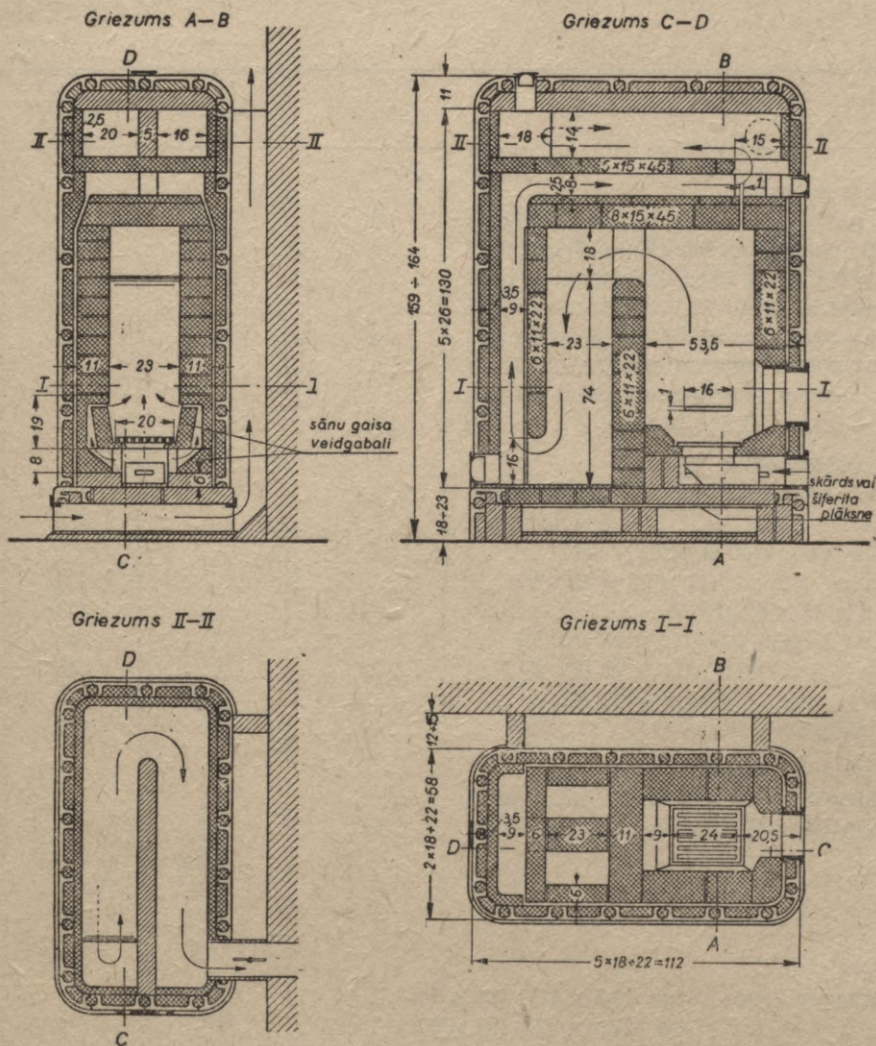 Griezums A—B
Griezums C—D
D
B
2,5
20
5
16
II
II
11
II
18
14
15
II
5×15×45
25
8
1
8×15×45
18
159 ÷ 164
5×26=130
3,5
9
6×11×22
23
53,5
6×11×22
74
6×11×22
16
1
I
I
16
18÷23
skārds vai
šiferita
plāksne
A
11
23
11
I
1
19
20
8
6
sānu gaisa
veidgabali
C
Griezums II—II
Griezums I—I
D
C
B
12÷15
2×18+22=58
3,5
9
6
23
11
9
24
20,5
6
D
C
A
5×18+22=112